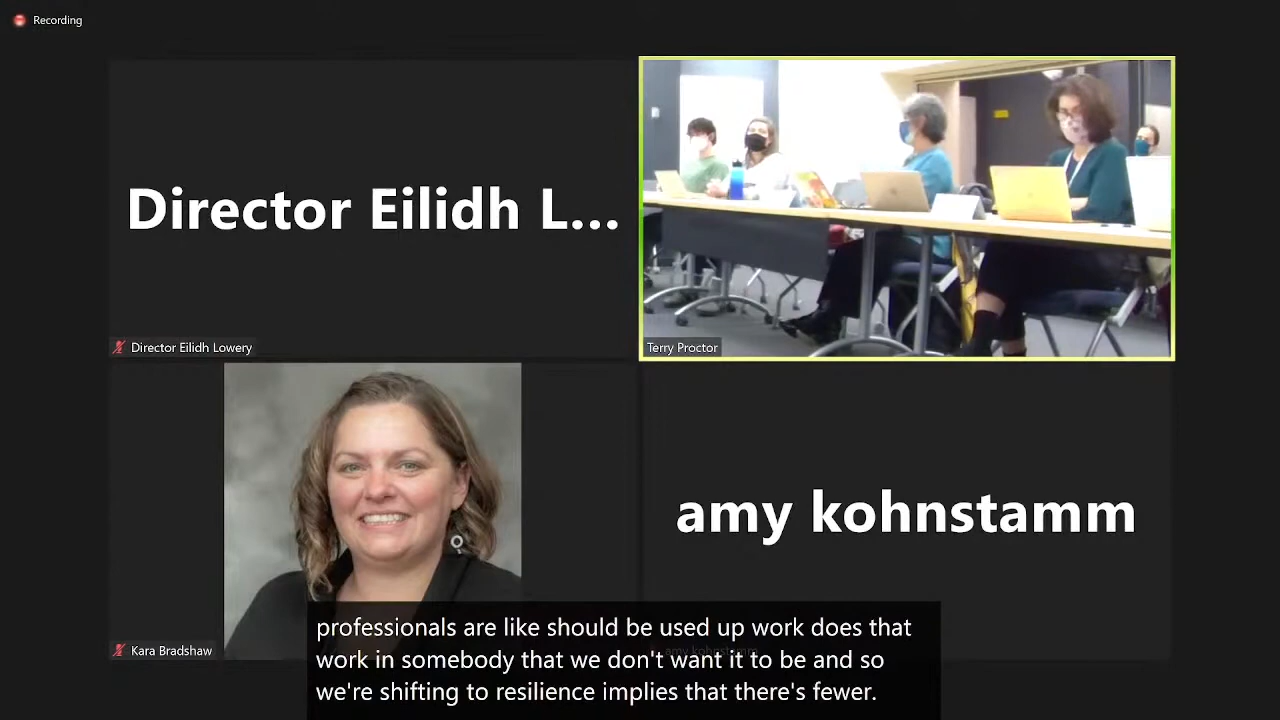 Recording
Director Eilidh L...
Director Eilidh Lowery
Terry Proctor
amy kohnstamm
Kara Bradshaw
amy kohnstamm
professionals are like should be used up work does that
work in somebody that we don't want it to be and so
we're shifting to resilience implies that there's fewer.